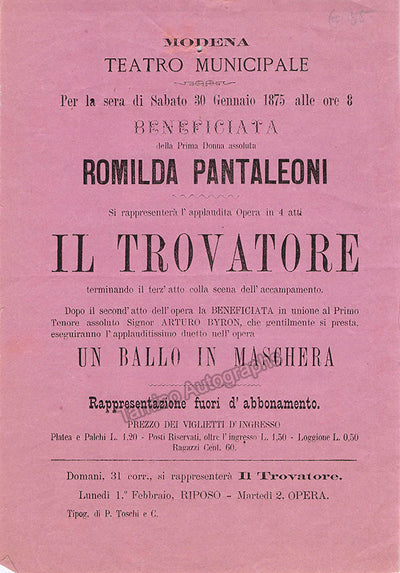 € 85
MODENA
TEATRO MUNICIPALE
Per la sera di Sabato 30 Gennaio 1875 alle ore 8
BENEFICIATA
della Prima Donna assoluta
ROMILDA PANTALEONI
Si rappresenterà l' applaudita Opera in 4 atti
IL TROVATORE
terminando il terz' atto colla scena dell' accampamento.
Dopo il second' atto dell' opera la BENEFICIATA in unione al Primo
Tenore assoluto Signor ARTURO BYRON, che gentilmente si presta,
eseguiranno l' applauditissimo duetto nell' opera
UN BALLO IN MASCHERA
Tamino Autographs
Rappresentazione fuori d' abbonamento.
PREZZO DEI VIGLIETTI D' INGRESSO
Platea e Palchi L. 1,20 - Posti Riservati, oltre l' ingresso L. 1,50 - Loggione L. 0,50
Ragazzi Cent. 60.
Domani, 31 corr., si rappresenterà Il Trovatore.
Lunedì 1.° Febbraio, RIPOSO - Martedì 2. OPERA.
Tipog. di P. Toschi e C.